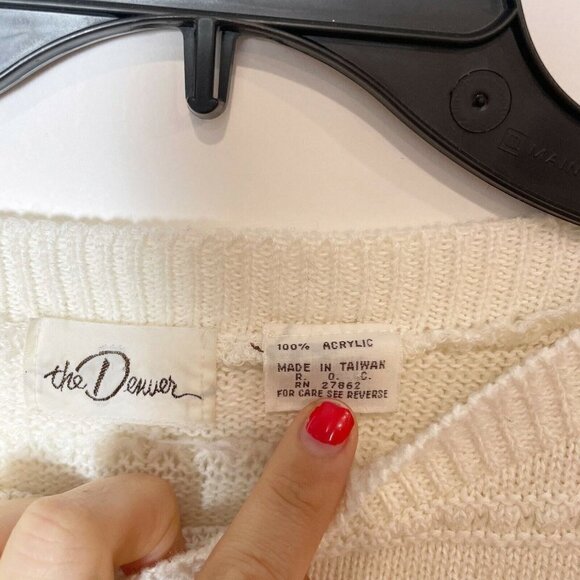 the Denver
100% ACRYLIC
MADE IN TAIWAN
R. O. C.
RN 27862
FOR CARE SEE REVERSE